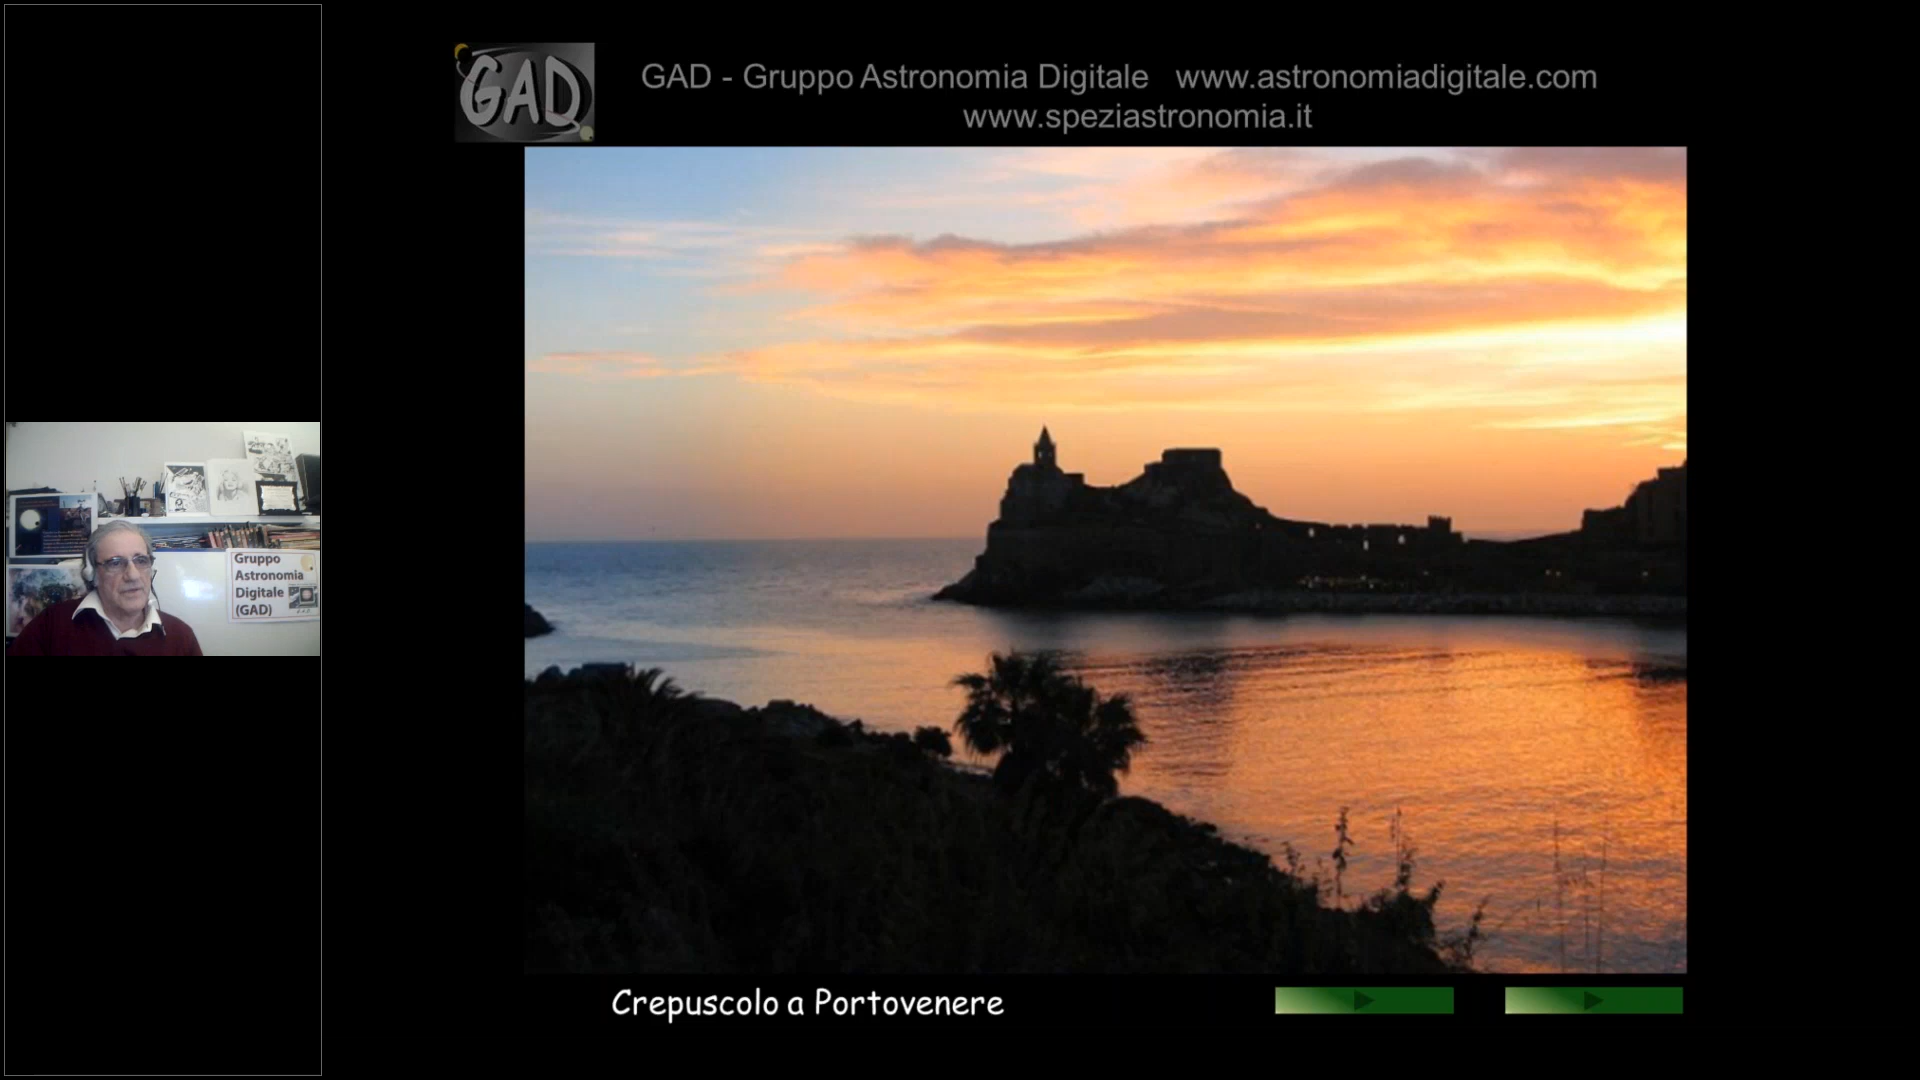 GAD
GAD - Gruppo Astronomia Digitale www.astronomiadigitale.com
www.speziastronomia.it
Gruppo
Astronomia
Digitale
(GAD)
Crepuscolo a Portovenere